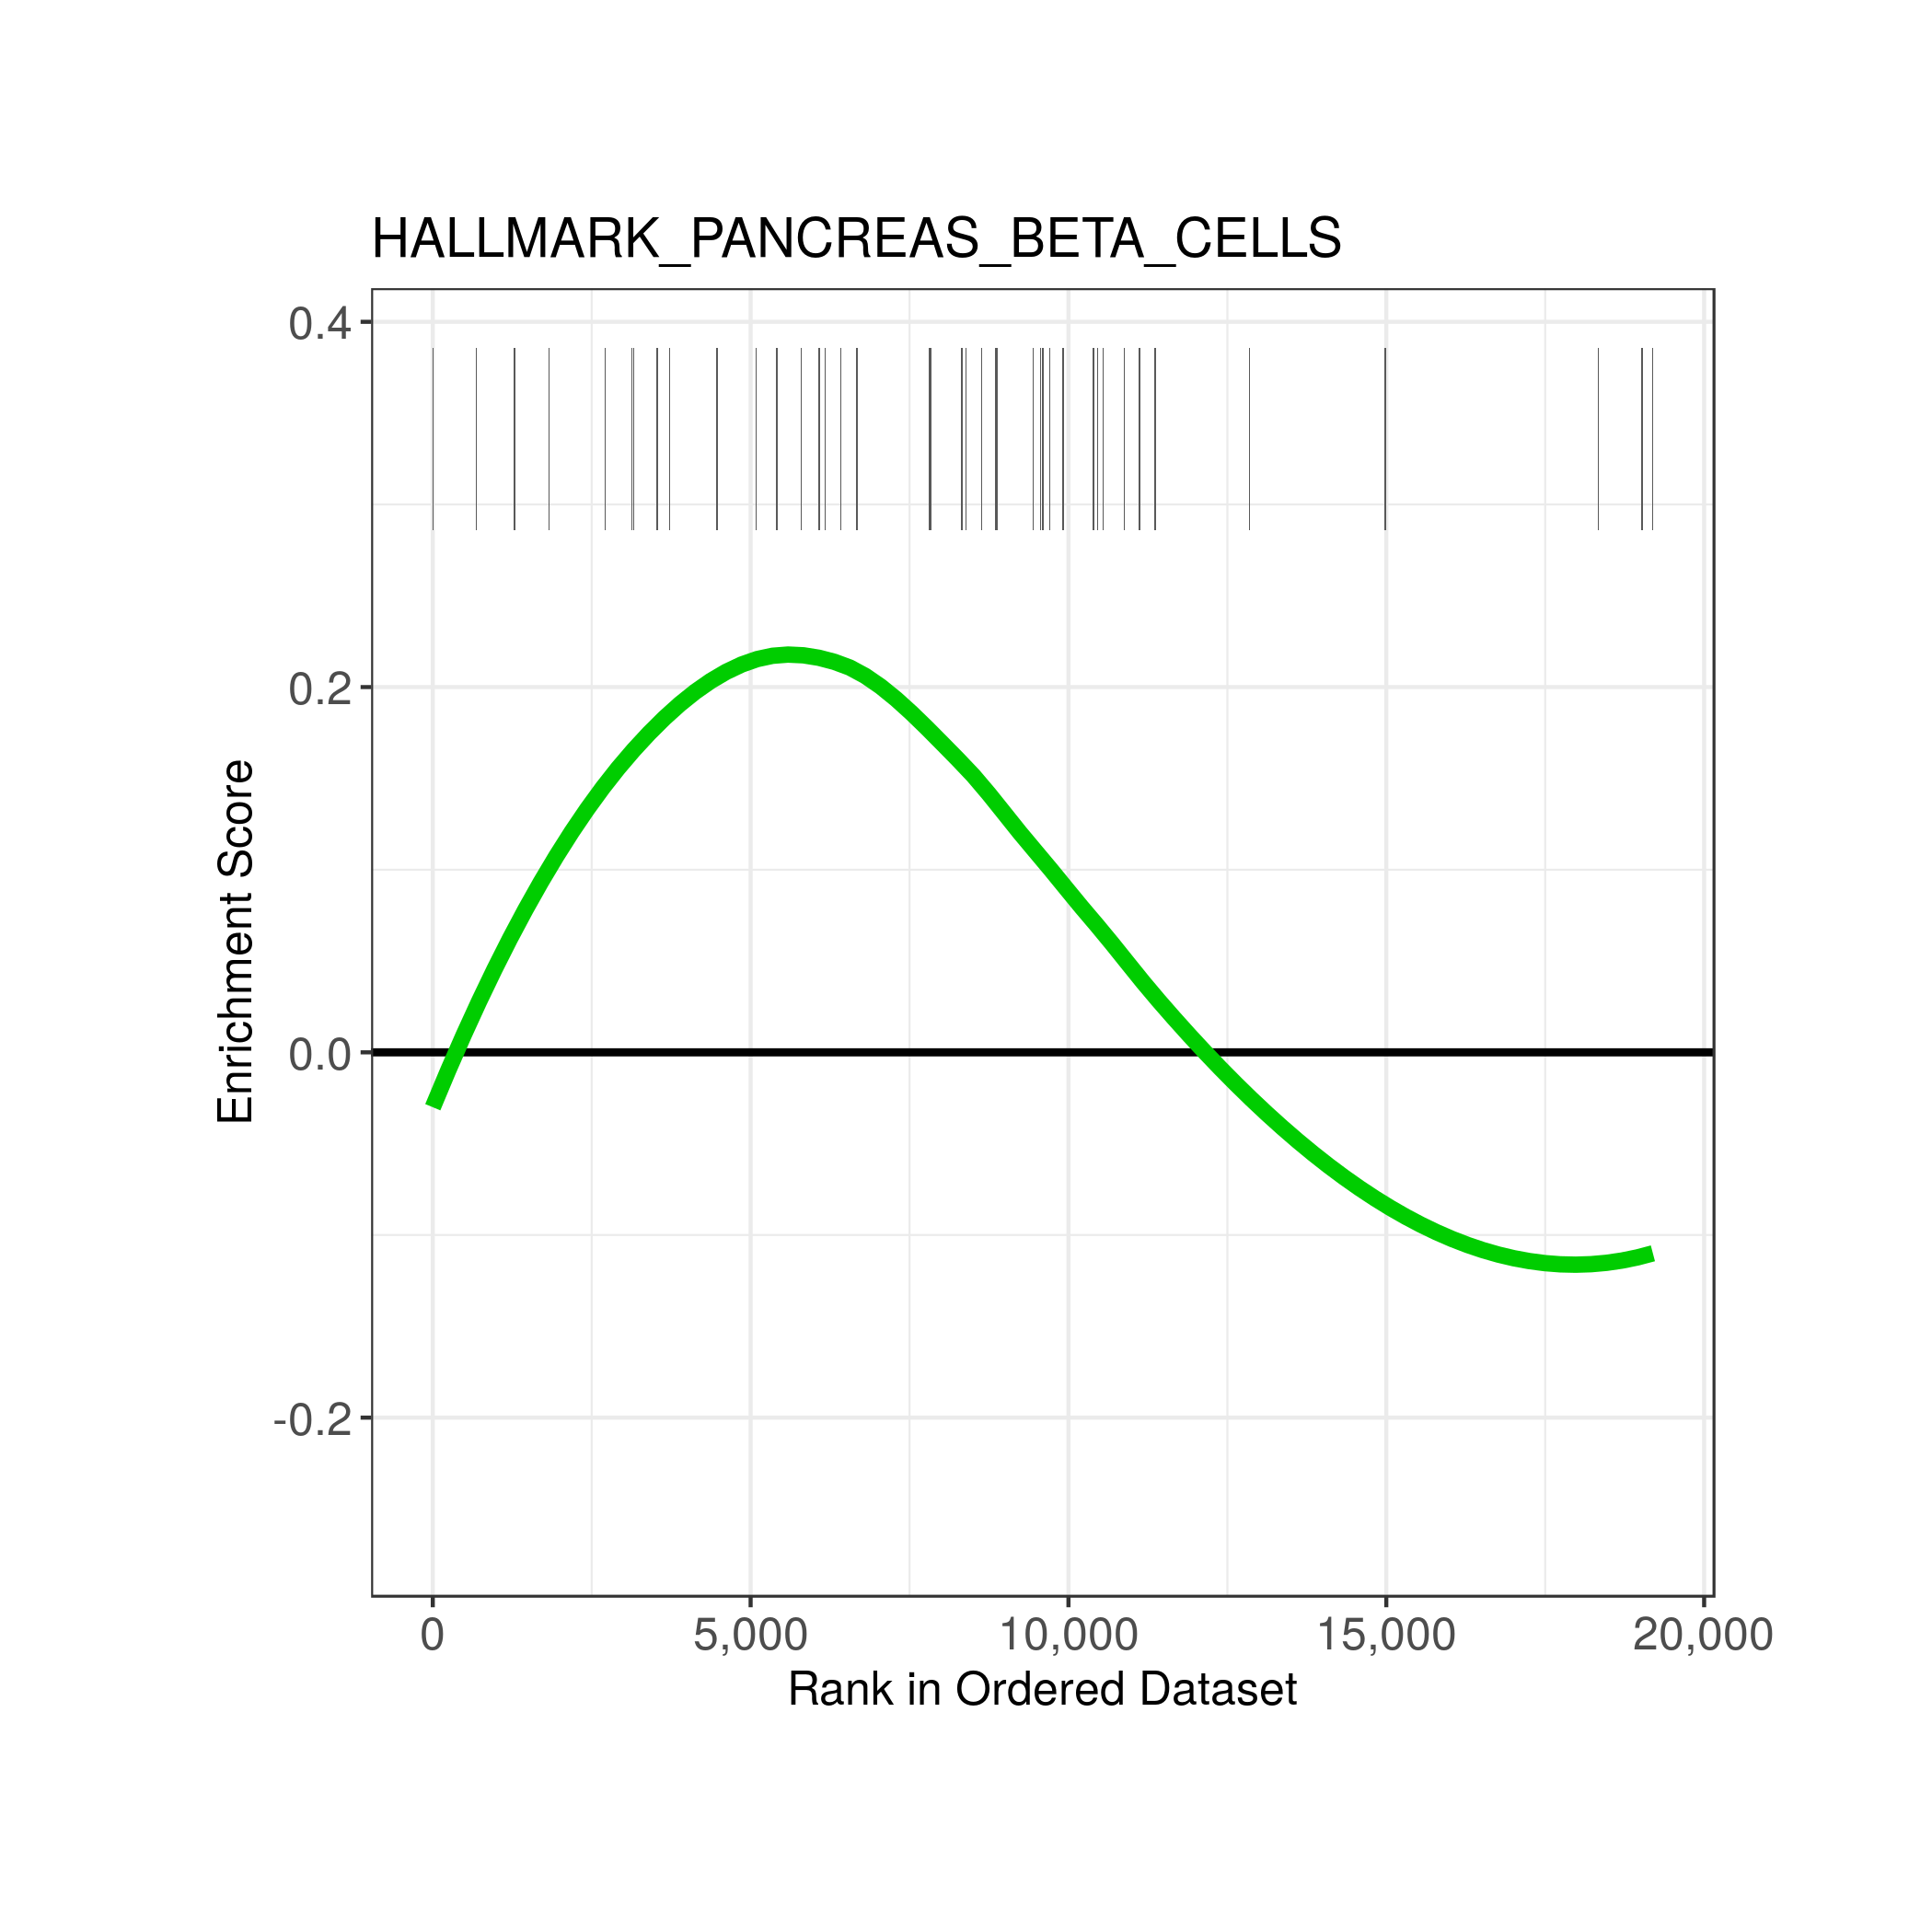 HALLMARK_PANCREAS_BETA_CELLS
0.4
0.2
0.0
-0.2
Enrichment Score
0 5,000 10,000 15,000 20,000
Rank in Ordered Dataset